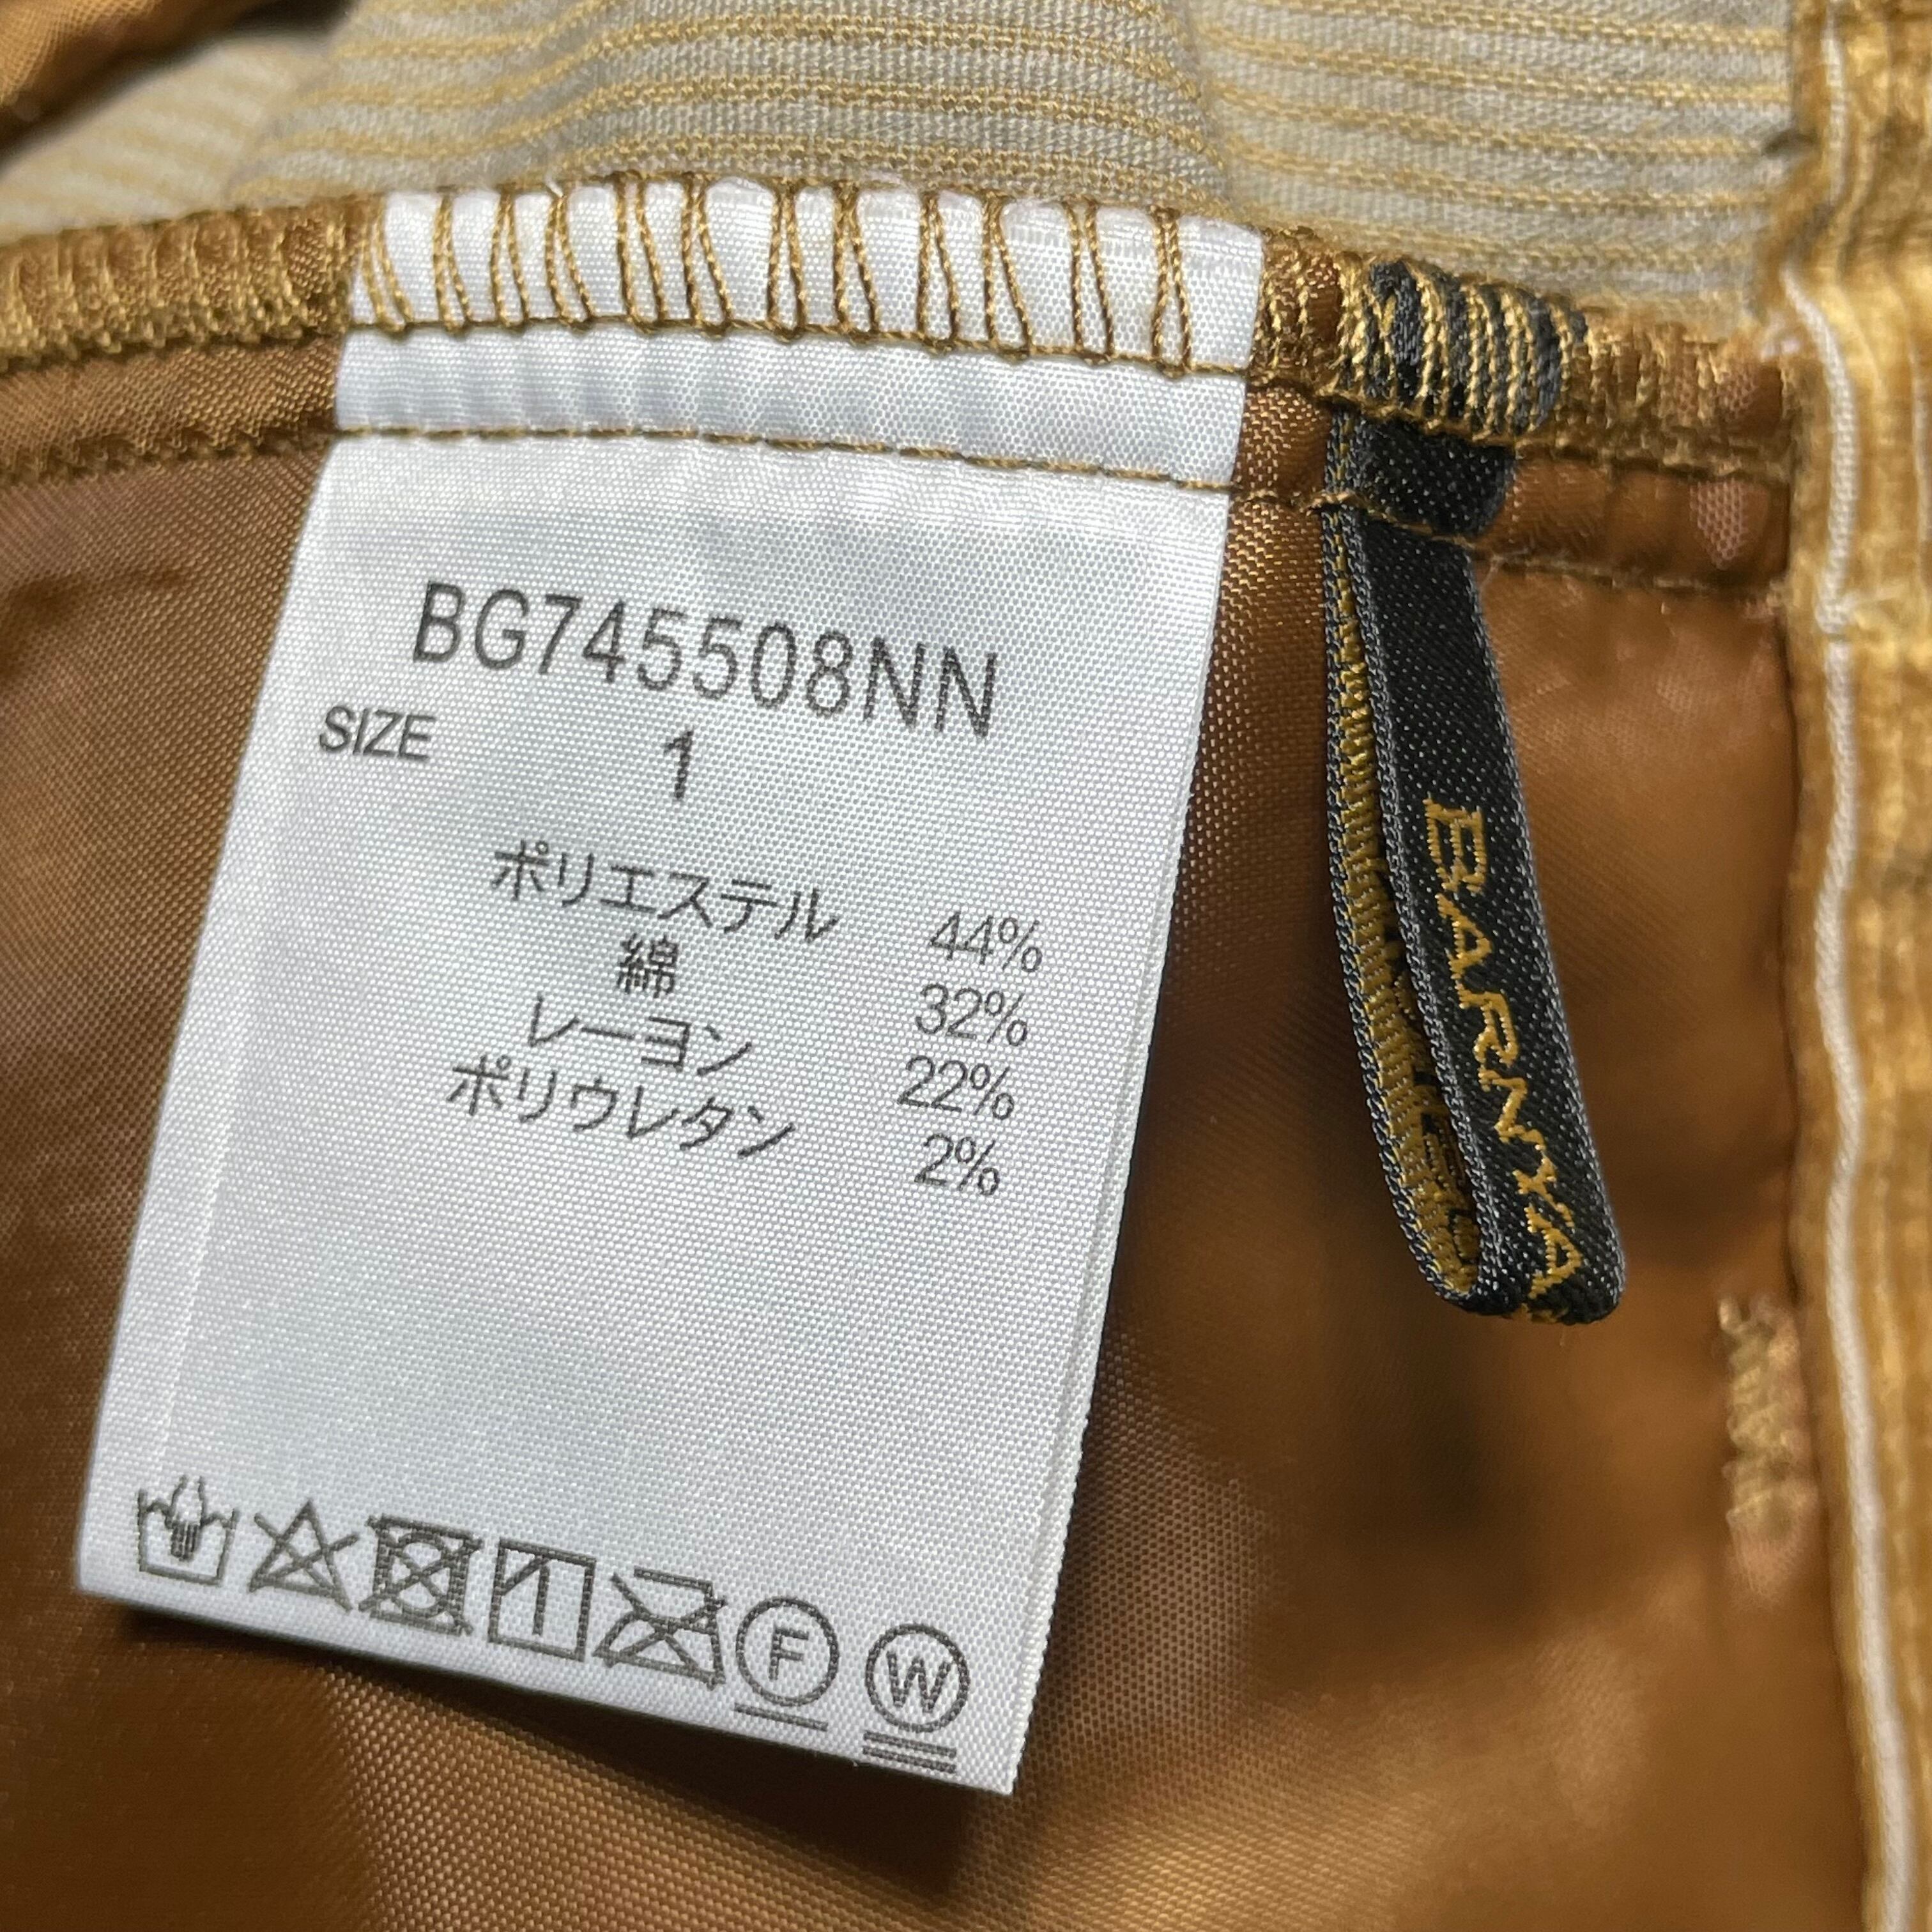 BG745508NN
SIZE 1
ポリエステル 44%
綿 32%
レーヨン 22%
ポリウレタン 2%
F
W
BARNYA